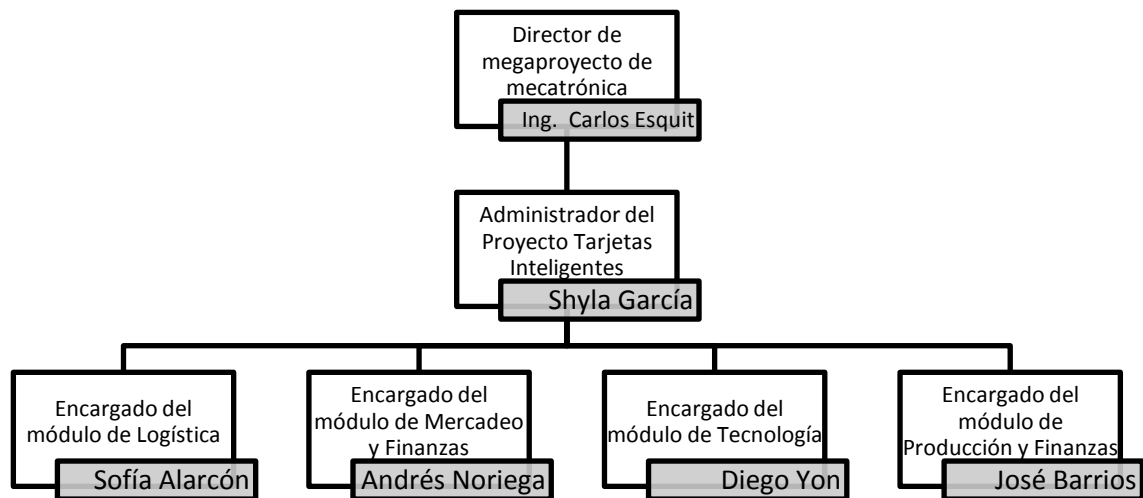 Director de
megaproyecto de
mecatrónica
Ing. Carlos Esquit
Administrador del
Proyecto Tarjetas
Inteligentes
Shyla García
Encargado del
módulo de Logística
Sofía Alarcón
Encargado del
módulo de Mercadeo
y Finanzas
Andrés Noriega
Encargado del
módulo de Tecnología
Diego Yon
Encargado del
módulo de
Producción y Finanzas
José Barrios